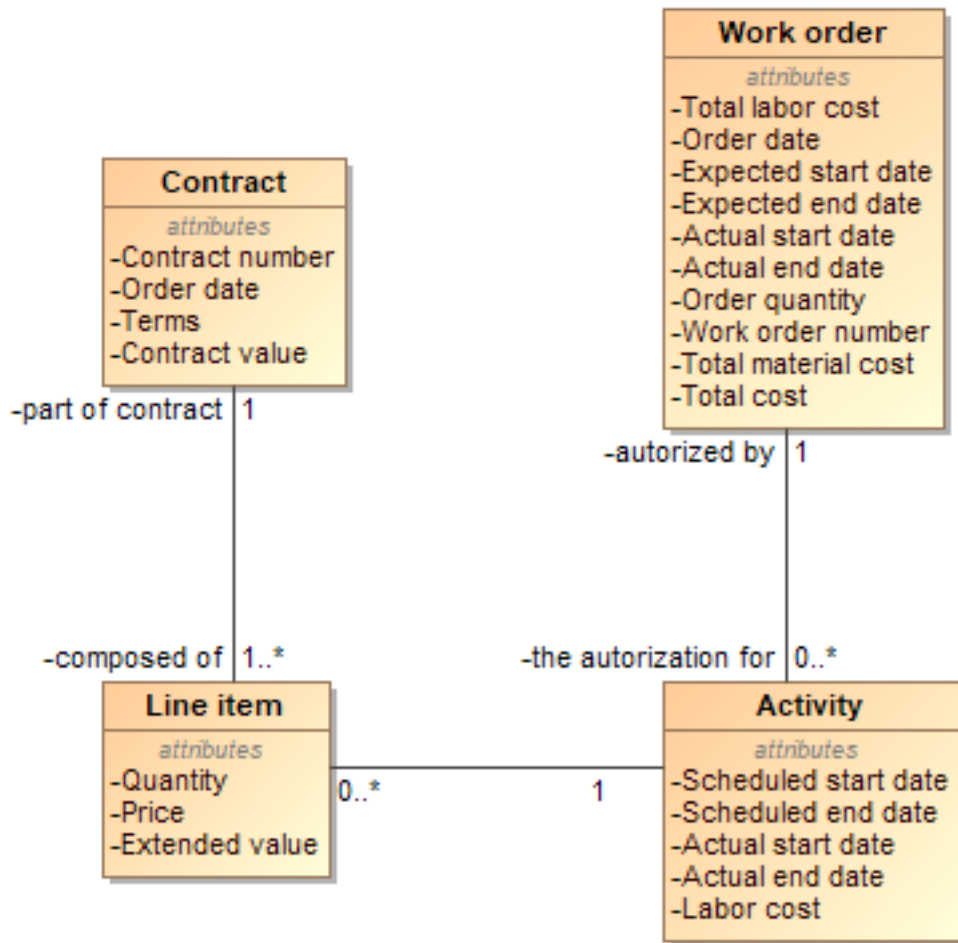 Work order
attributes
-Total labor cost
-Order date
-Expected start date
-Expected end date
-Actual start date
-Actual end date
-Order quantity
-Work order number
-Total material cost
-Total cost
Contract
attributes
-Contract number
-Order date
-Terms
-Contract value
-part of contract 1
-autorized by 1
-composed of 1..*
-the autorization for 0..*
Line item
attributes
-Quantity
-Price
-Extended value
0..* 1
Activity
attributes
-Scheduled start date
-Scheduled end date
-Actual start date
-Actual end date
-Labor cost